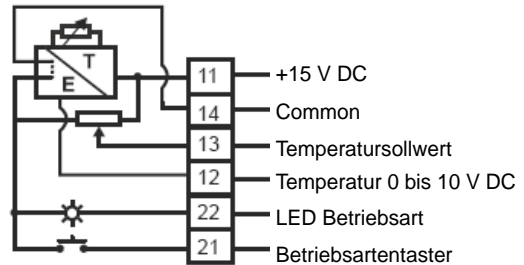 T
E
11 +15 V DC
14 Common
13 Temperatursollwert
12 Temperatur 0 bis 10 V DC
22 LED Betriebsart
21 Betriebsartentaster